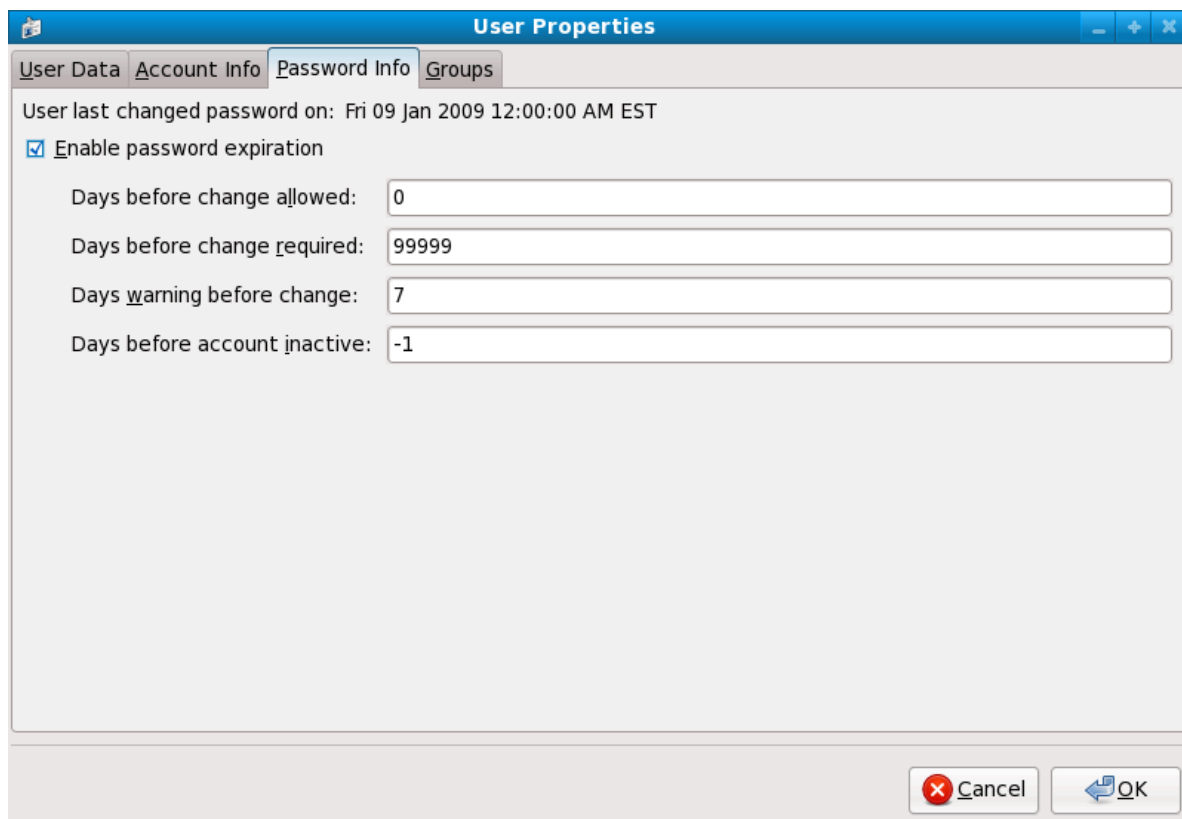 User Properties
User Data Account Info Password Info Groups
User last changed password on: Fri 09 Jan 2009 12:00:00 AM EST
Enable password expiration
Days before change allowed: 0
Days before change required: 99999
Days warning before change: 7
Days before account inactive: -1
Cancel OK